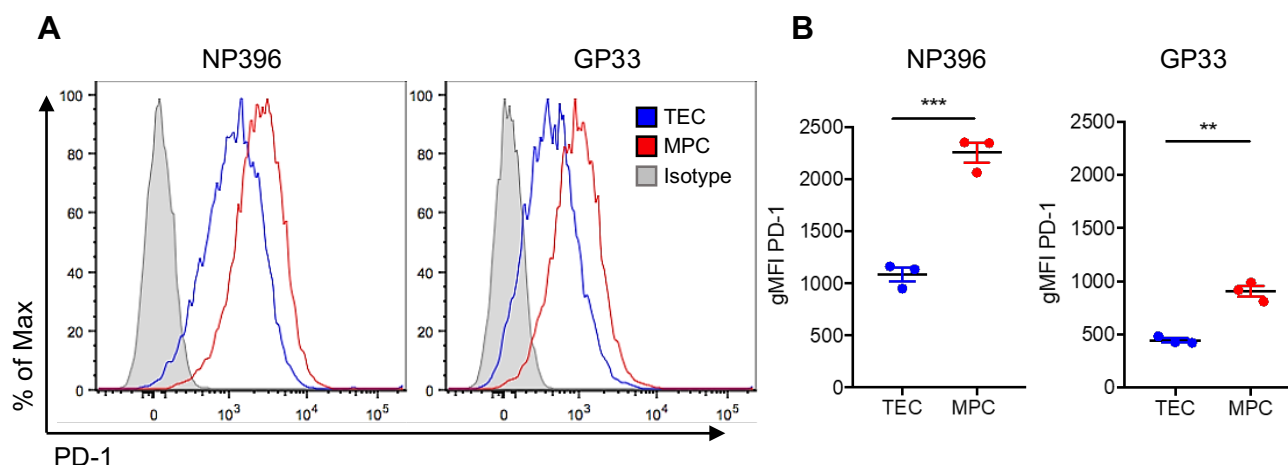 A
NP396
GP33
% of Max
100
80
60
40
20
0
0 10³ 10⁴ 10⁵
100
80
60
40
20
0
0 10³ 10⁴ 10⁵
TEC
MPC
Isotype
PD-1
B
NP396
GP33
gMFI PD-1
***
2500
2000
1500
1000
500
0
TEC MPC
gMFI PD-1
**
2500
2000
1500
1000
500
0
TEC MPC